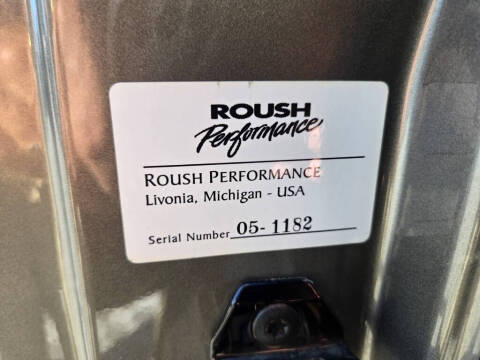 ROUSH
Performance
ROUSH PERFORMANCE
Livonia, Michigan - USA
Serial Number 05-1182